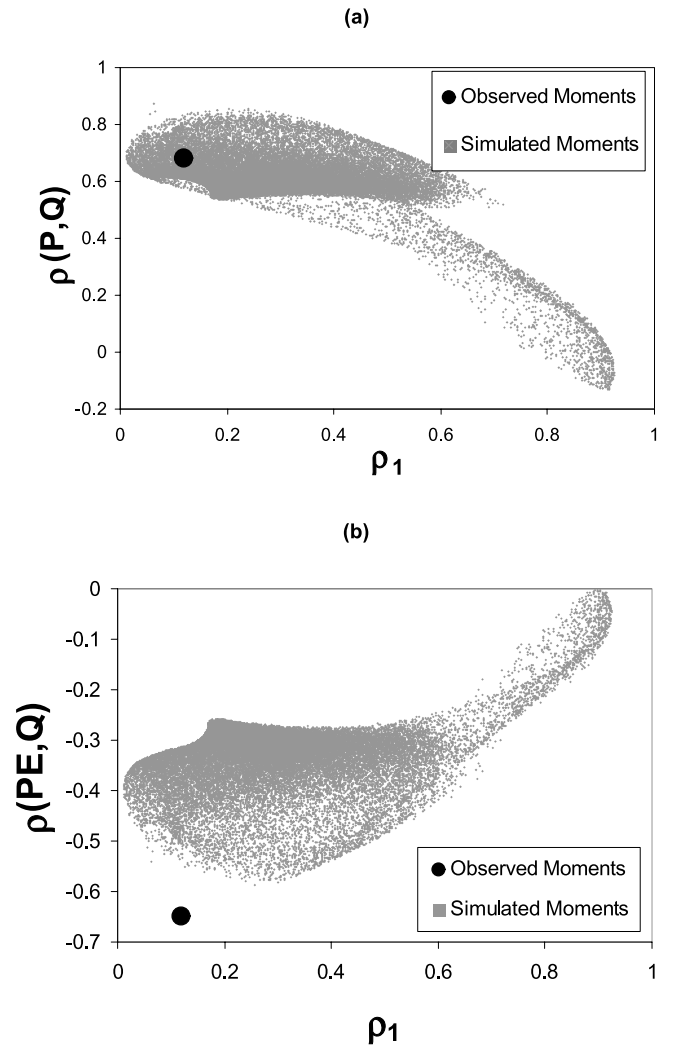 (a)
1
0.8
0.6
0.4
0.2
0
-0.2
ρ (P,Q)
0
0.2
0.4
0.6
0.8
1
ρ1
Observed Moments
Simulated Moments
(b)
0
-0.1
-0.2
-0.3
-0.4
-0.5
-0.6
-0.7
ρ(PE,Q)
0
0.2
0.4
0.6
0.8
1
ρ1
Observed Moments
Simulated Moments